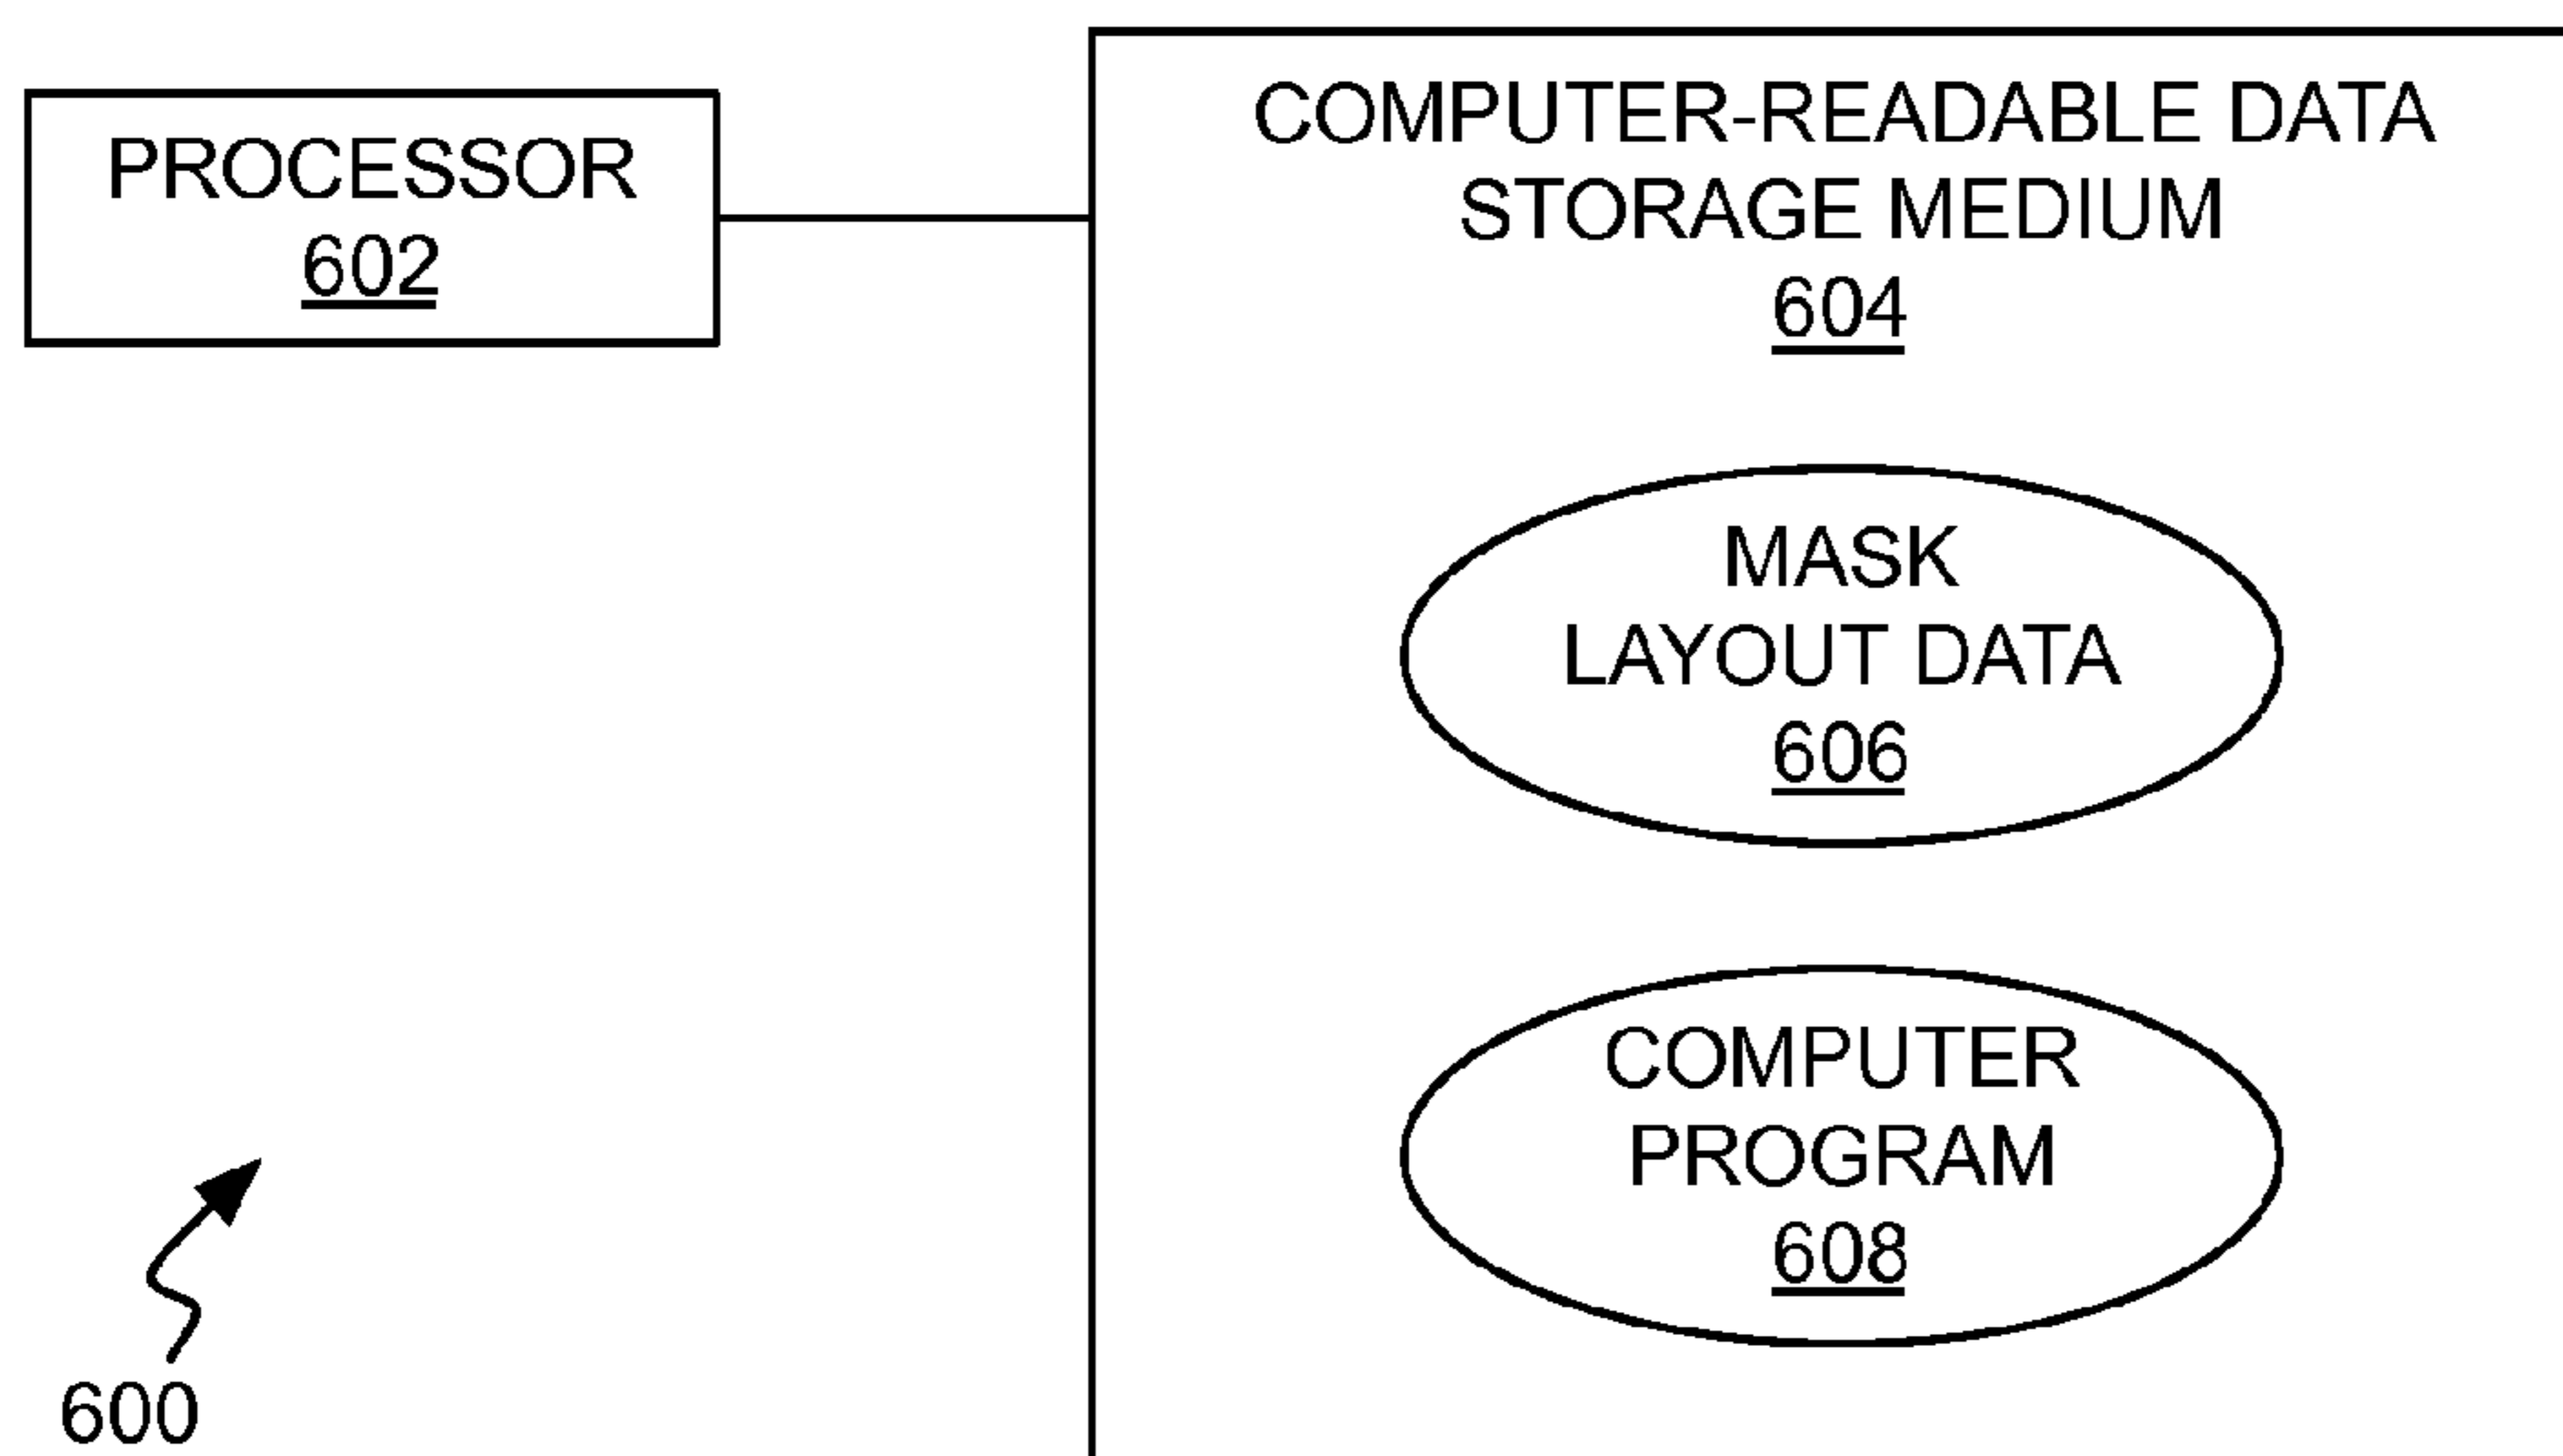 PROCESSOR
602
COMPUTER-READABLE DATA
STORAGE MEDIUM
604
MASK
LAYOUT DATA
606
COMPUTER
PROGRAM
608
600